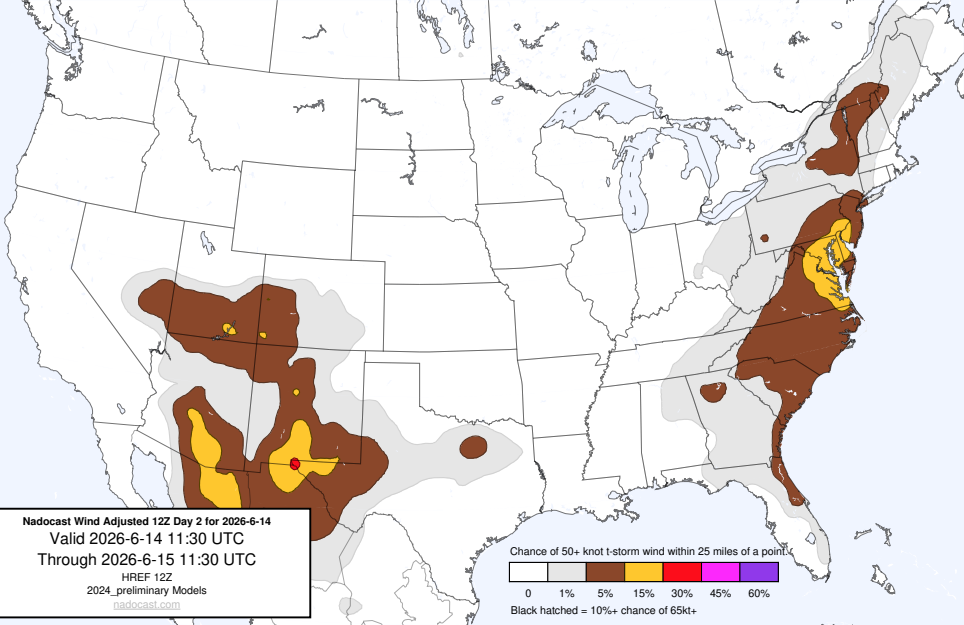 Nadocast Wind Adjusted 12Z Day 2 for 2026-6-14
Valid 2026-6-14 11:30 UTC
Through 2026-6-15 11:30 UTC
HREF 12Z
2024_preliminary Models
nadocast.com
Chance of 50+ knot t-storm wind within 25 miles of a point.
0 1% 5% 15% 30% 45% 60%
Black hatched = 10%+ chance of 65kt+